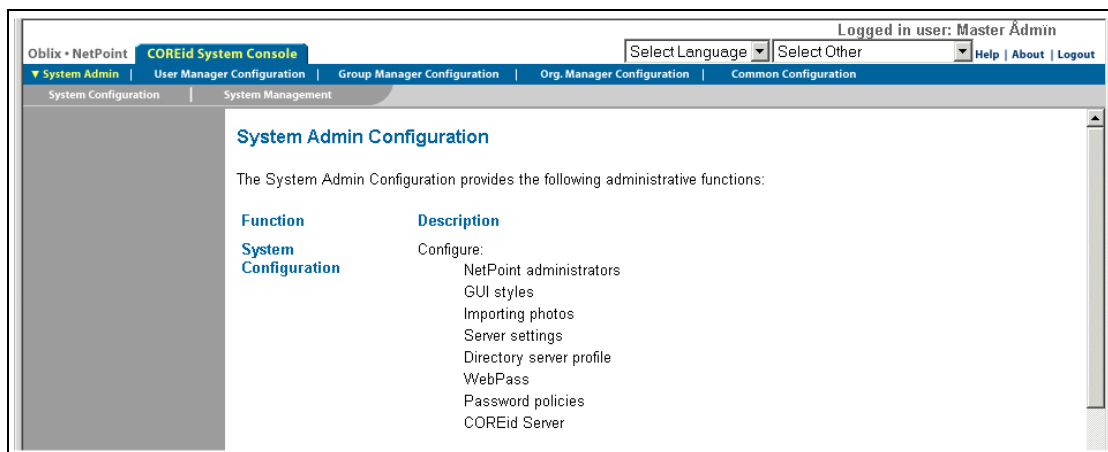 Logged in user: Master Ådmïn
Oblix • NetPoint COREid System Console Select Language Select Other Help | About | Logout
▼ System Admin | User Manager Configuration | Group Manager Configuration | Org. Manager Configuration | Common Configuration
System Configuration | System Management
System Admin Configuration
The System Admin Configuration provides the following administrative functions:
Function Description
System Configuration Configure:
NetPoint administrators
GUI styles
Importing photos
Server settings
Directory server profile
WebPass
Password policies
COREid Server